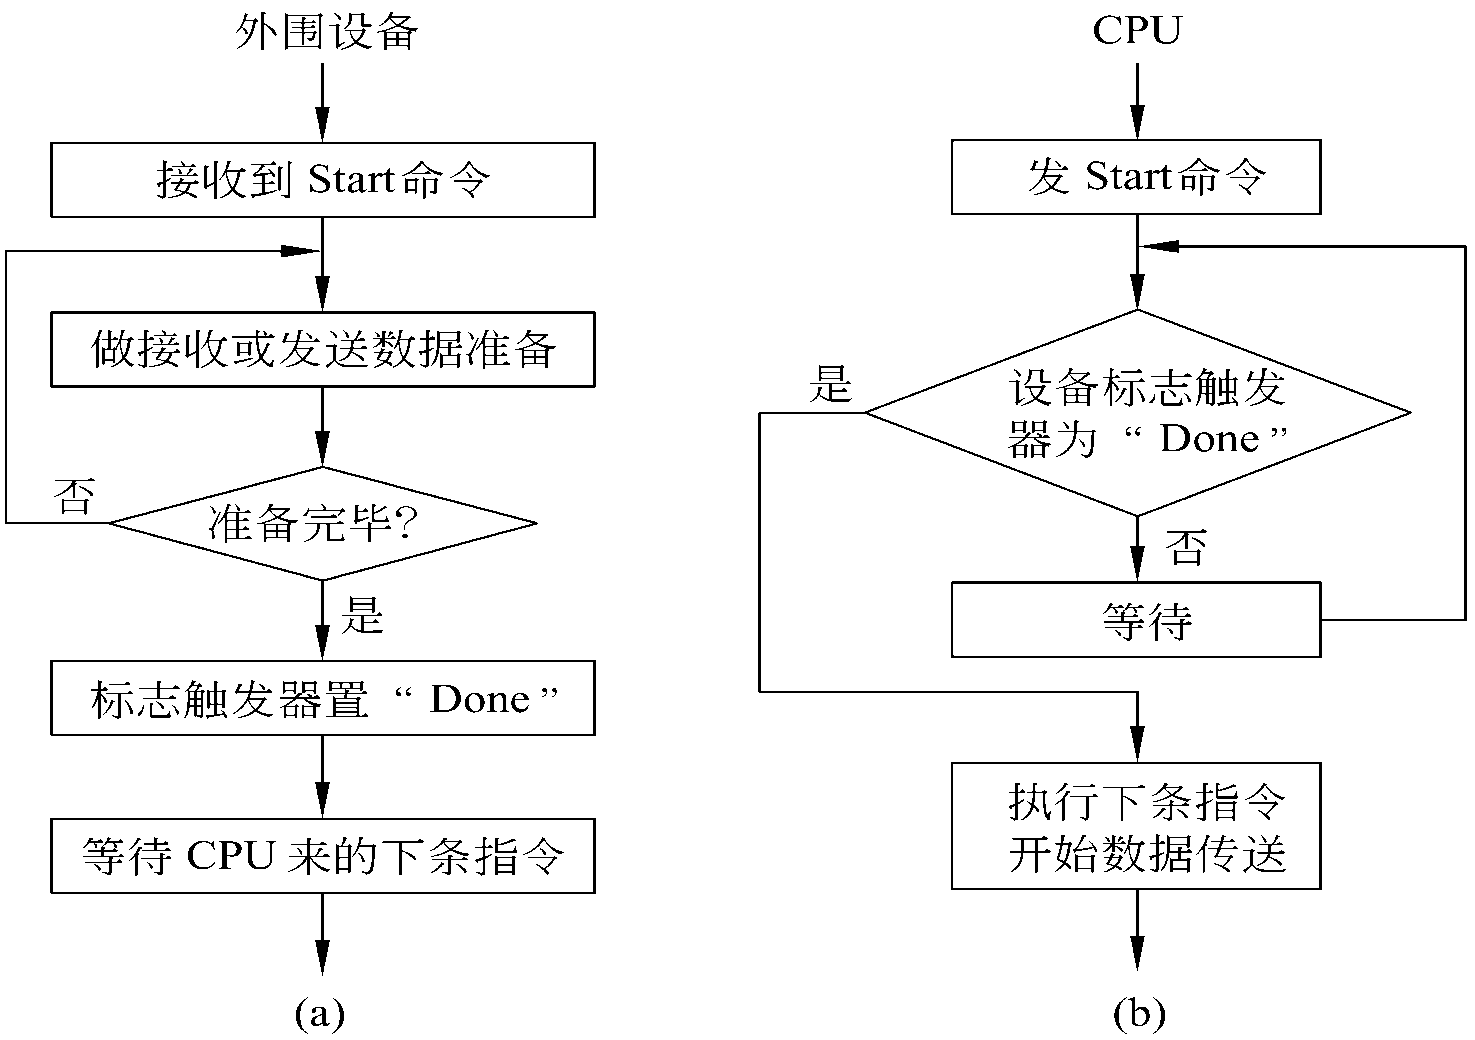 外围设备
接收到 Start命令
做接收或发送数据准备
否
准备完毕?
是
标志触发器置 “Done”
等待 CPU 来的下条指令
(a)
CPU
发 Start命令
是
设备标志触发
器为 “Done”
否
等待
执行下条指令
开始数据传送
(b)